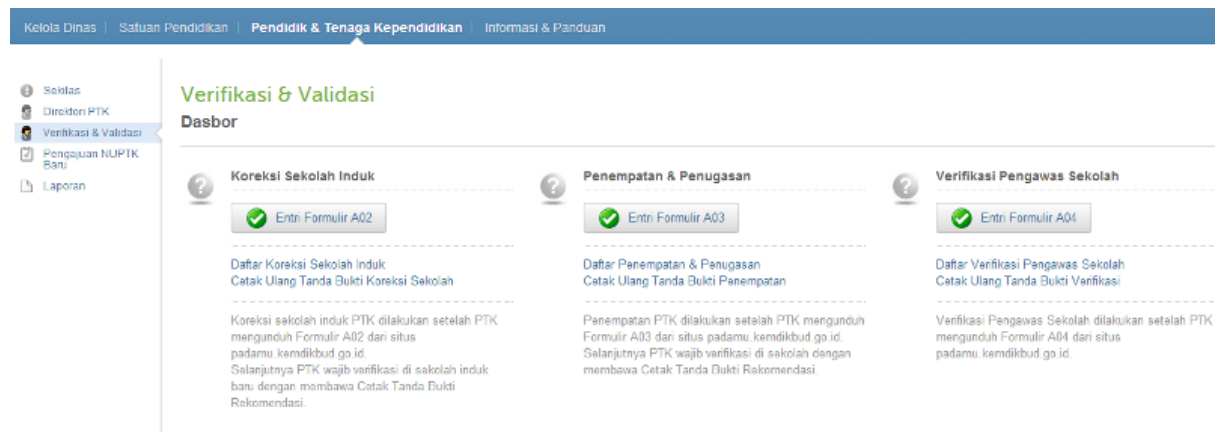 Kelola Dinas | Satuan Pendidikan | Pendidik & Tenaga Kependidikan | Informasi & Panduan
Sekilas
Direktori PTK
Verifikasi & Validasi
Pengajuan NUPTK
Baru
Laporan
Verifikasi & Validasi
Dasbor
Koreksi Sekolah Induk
Entri Formulir A02
Daftar Koreksi Sekolah Induk
Cetak Ulang Tanda Bukti Koreksi Sekolah
Koreksi sekolah induk PTK dilakukan setelah PTK
mengunduh Formulir A02 dari situs
padamu.kemdikbud.go.id.
Selanjutnya PTK wajib verifikasi di sekolah induk
baru dengan membawa Cetak Tanda Bukti
Rekomendasi.
Penempatan & Penugasan
Entri Formulir A03
Daftar Penempatan & Penugasan
Cetak Ulang Tanda Bukti Penempatan
Penempatan PTK dilakukan setelah PTK mengunduh
Formulir A03 dari situs padamu.kemdikbud.go.id.
Selanjutnya PTK wajib verifikasi di sekolah dengan
membawa Cetak Tanda Bukti Rekomendasi.
Verifikasi Pengawas Sekolah
Entri Formulir A04
Daftar Verifikasi Pengawas Sekolah
Cetak Ulang Tanda Bukti Verifikasi
Verifikasi Pengawas Sekolah dilakukan setelah PTK
mengunduh Formulir A04 dari situs
padamu.kemdikbud.go.id.